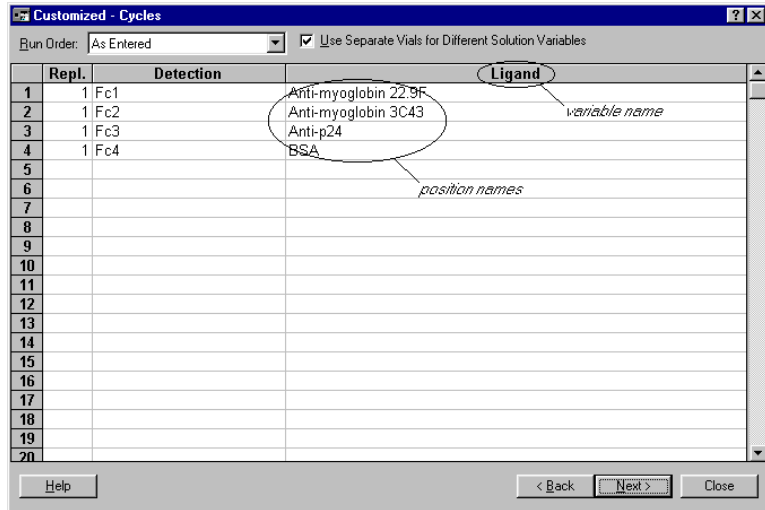 Customized - Cycles
Run Order: As Entered Use Separate Vials for Different Solution Variables
Repl. Detection Ligand
1 1 Fc1 Anti-myoglobin 22.9F
2 1 Fc2 Anti-myoglobin 3C43 variable name
3 1 Fc3 Anti-p24
4 1 Fc4 BSA
5
6 position names
7
8
9
10
11
12
13
14
15
16
17
18
19
20
Help < Back Next > Close